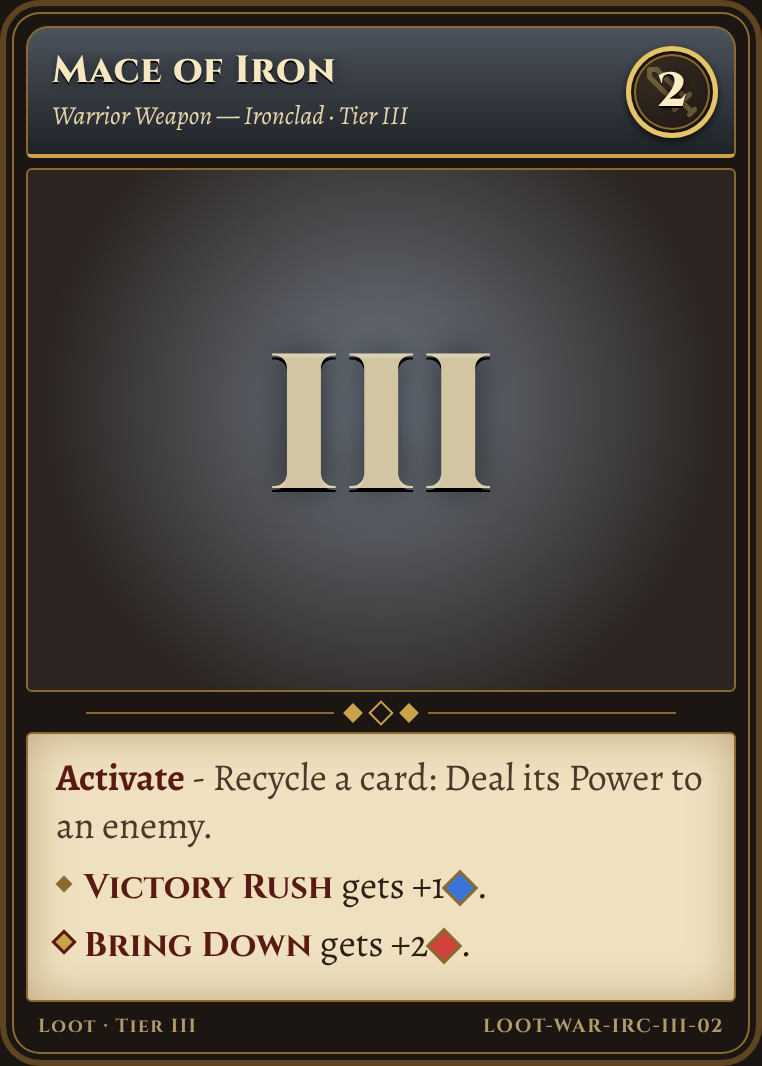 Mace of Iron
2
Warrior Weapon — Ironclad · Tier III
III
Activate - Recycle a card: Deal its Power to
an enemy.
Victory Rush gets +1.
Bring Down gets +2.
Loot · Tier III
LOOT-WAR-IRC-III-02